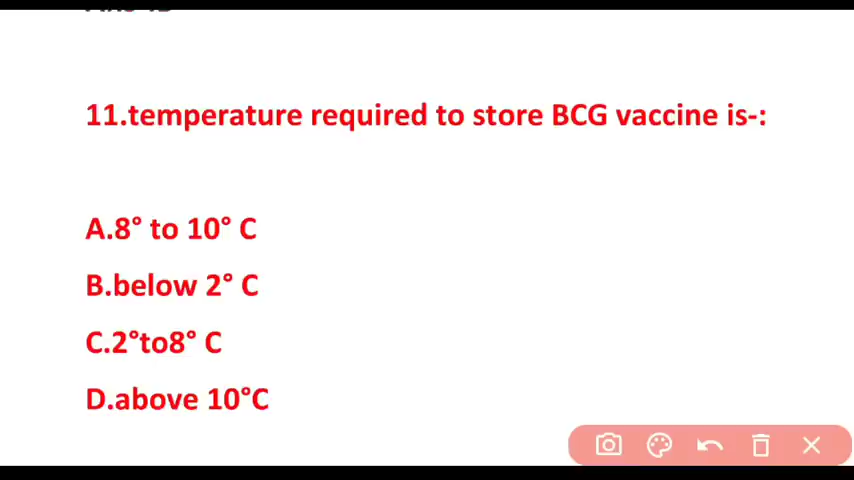 11.temperature required to store BCG vaccine is-:
A.8° to 10° C
B.below 2° C
C.2°to8° C
D.above 10°C